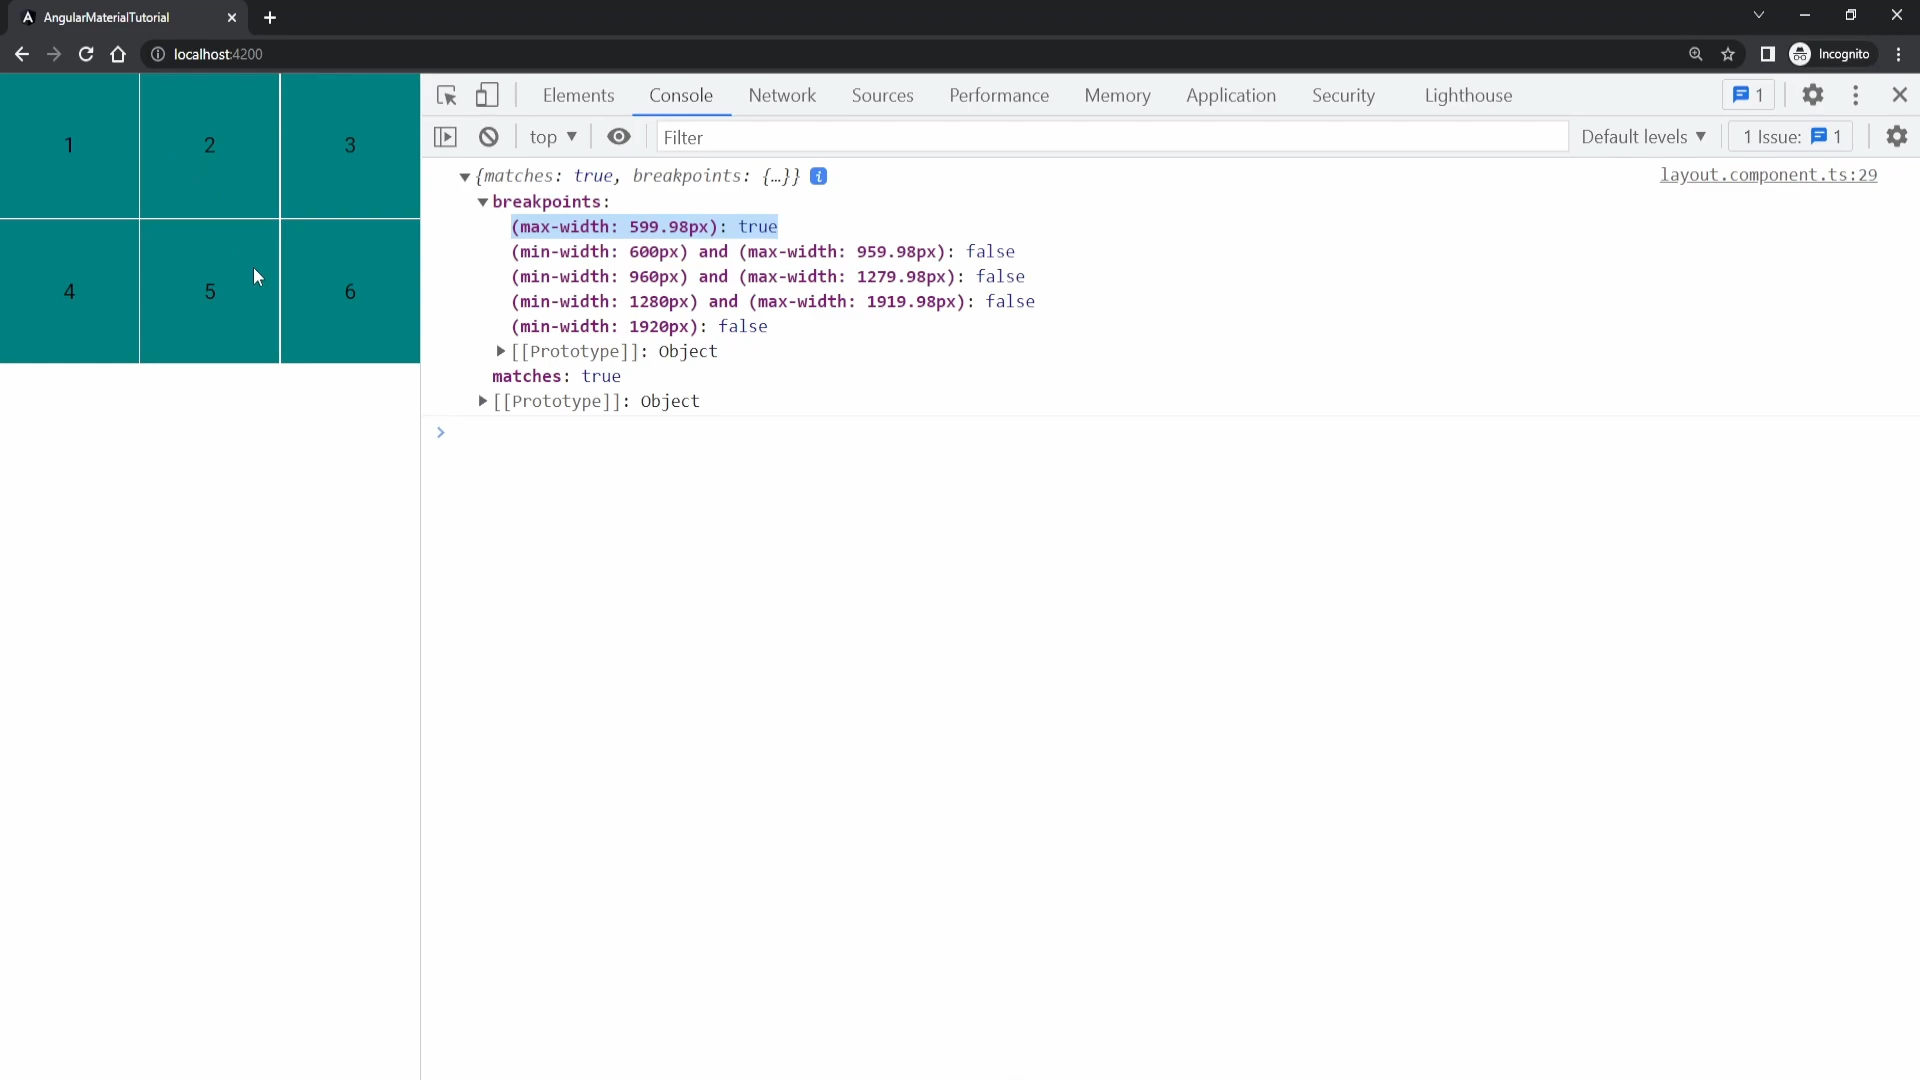 AngularMaterialTutorial
localhost:4200
Incognito
1 2 3
4 5 6
Elements Console Network Sources Performance Memory Application Security Lighthouse 1
top Filter Default levels 1 Issue: 1
{matches: true, breakpoints: {…}} i layout.component.ts:29
breakpoints:
(max-width: 599.98px): true
(min-width: 600px) and (max-width: 959.98px): false
(min-width: 960px) and (max-width: 1279.98px): false
(min-width: 1280px) and (max-width: 1919.98px): false
(min-width: 1920px): false
[[Prototype]]: Object
matches: true
[[Prototype]]: Object